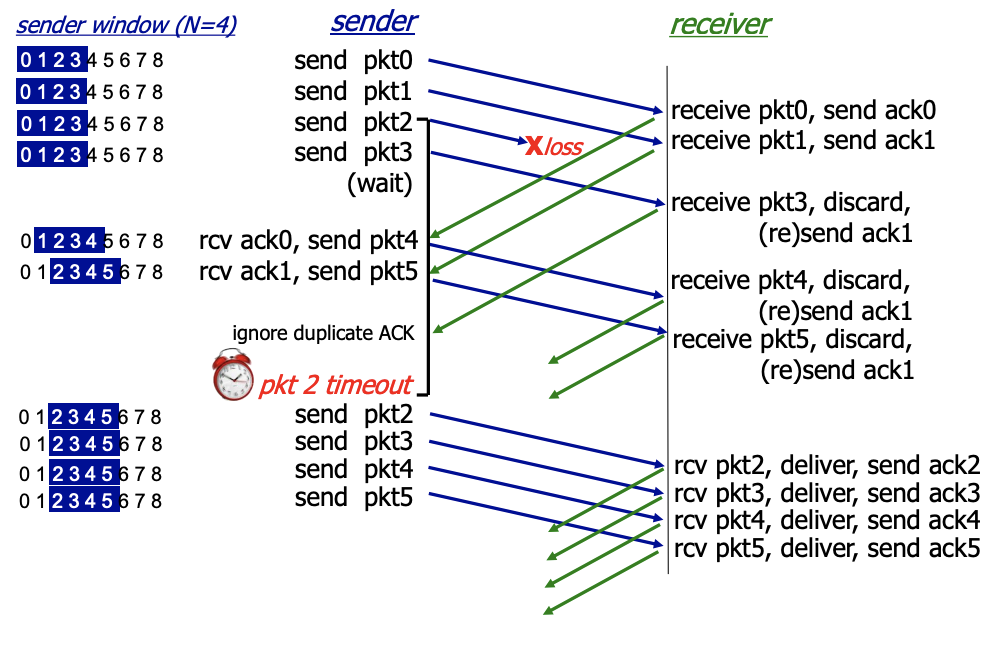 sender window (N=4) sender receiver
0 1 2 3 4 5 6 7 8 send pkt0
0 1 2 3 4 5 6 7 8 send pkt1 receive pkt0, send ack0
0 1 2 3 4 5 6 7 8 send pkt2 Xloss receive pkt1, send ack1
0 1 2 3 4 5 6 7 8 send pkt3
(wait) receive pkt3, discard,
(re)send ack1
0 1 2 3 4 5 6 7 8 rcv ack0, send pkt4
0 1 2 3 4 5 6 7 8 rcv ack1, send pkt5 receive pkt4, discard,
(re)send ack1
ignore duplicate ACK receive pkt5, discard,
(re)send ack1
pkt 2 timeout
0 1 2 3 4 5 6 7 8 send pkt2
0 1 2 3 4 5 6 7 8 send pkt3
0 1 2 3 4 5 6 7 8 send pkt4 rcv pkt2, deliver, send ack2
0 1 2 3 4 5 6 7 8 send pkt5 rcv pkt3, deliver, send ack3
rcv pkt4, deliver, send ack4
rcv pkt5, deliver, send ack5